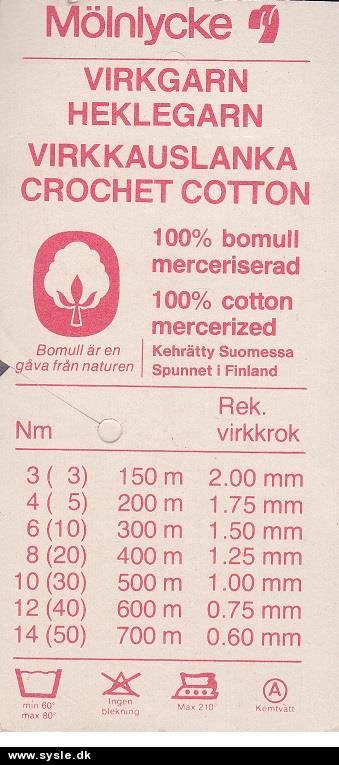 Mölnlycke
VIRKGARN
HEKLEGARN
VIRKKAUSLANKA
CROCHET COTTON
100% bomull
merceriserad
100% cotton
mercerized
Bomull är en
gåva från naturen
Kehrätty Suomessa
Spunnet i Finland
Nm
Rek.
virkkrok
3 ( 3) 150 m 2.00 mm
4 ( 5) 200 m 1.75 mm
6 (10) 300 m 1.50 mm
8 (20) 400 m 1.25 mm
10 (30) 500 m 1.00 mm
12 (40) 600 m 0.75 mm
14 (50) 700 m 0.60 mm
min 60°
max 80°
Ingen
blekning
Max 210°
A
Kemtvätt
www.sysle.dk